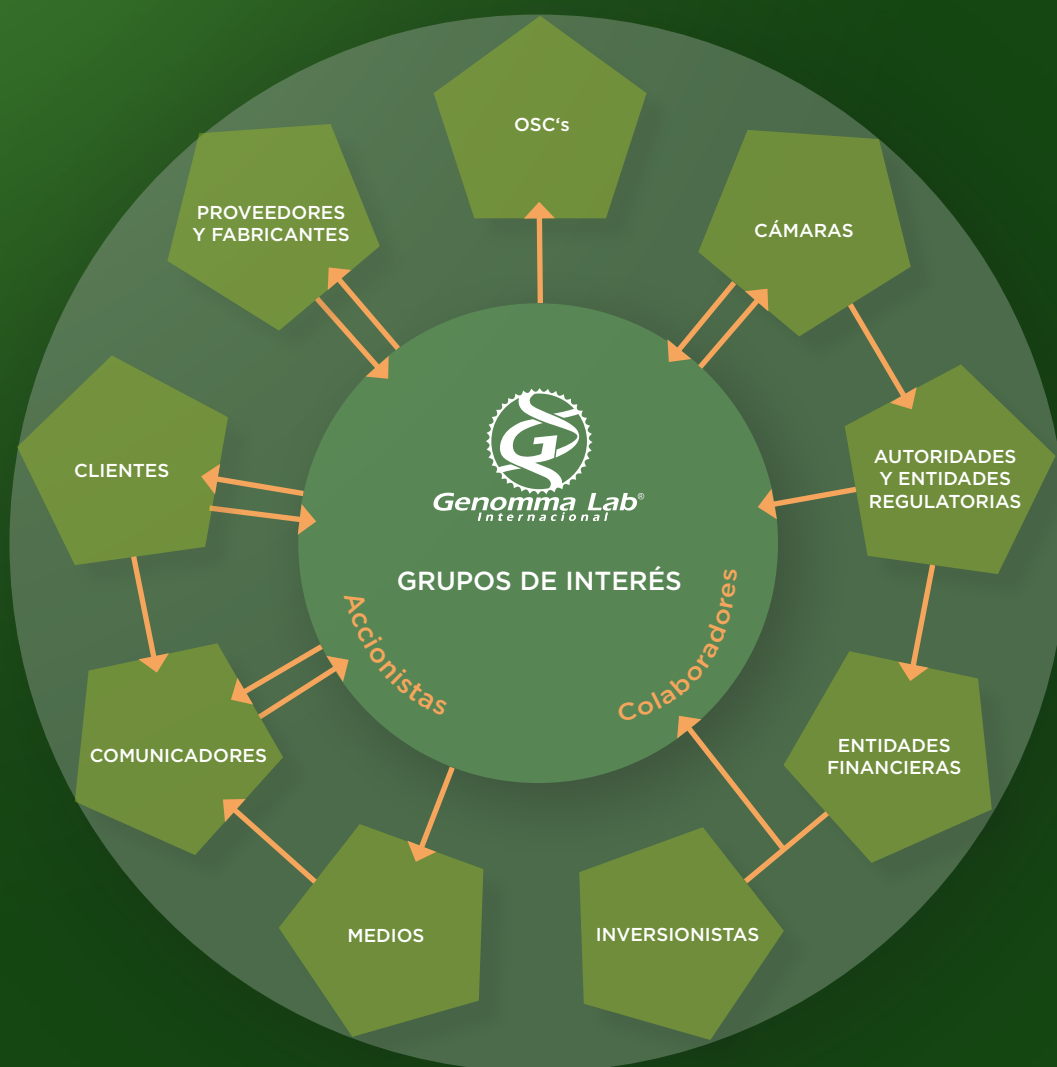 OSC‘s
PROVEEDORES
Y FABRICANTES
CÁMARAS
CLIENTES
AUTORIDADES
Y ENTIDADES
REGULATORIAS
Genomma Lab®
Internacional
GRUPOS DE INTERÉS
Accionistas
Colaboradores
COMUNICADORES
ENTIDADES
FINANCIERAS
MEDIOS
INVERSIONISTAS